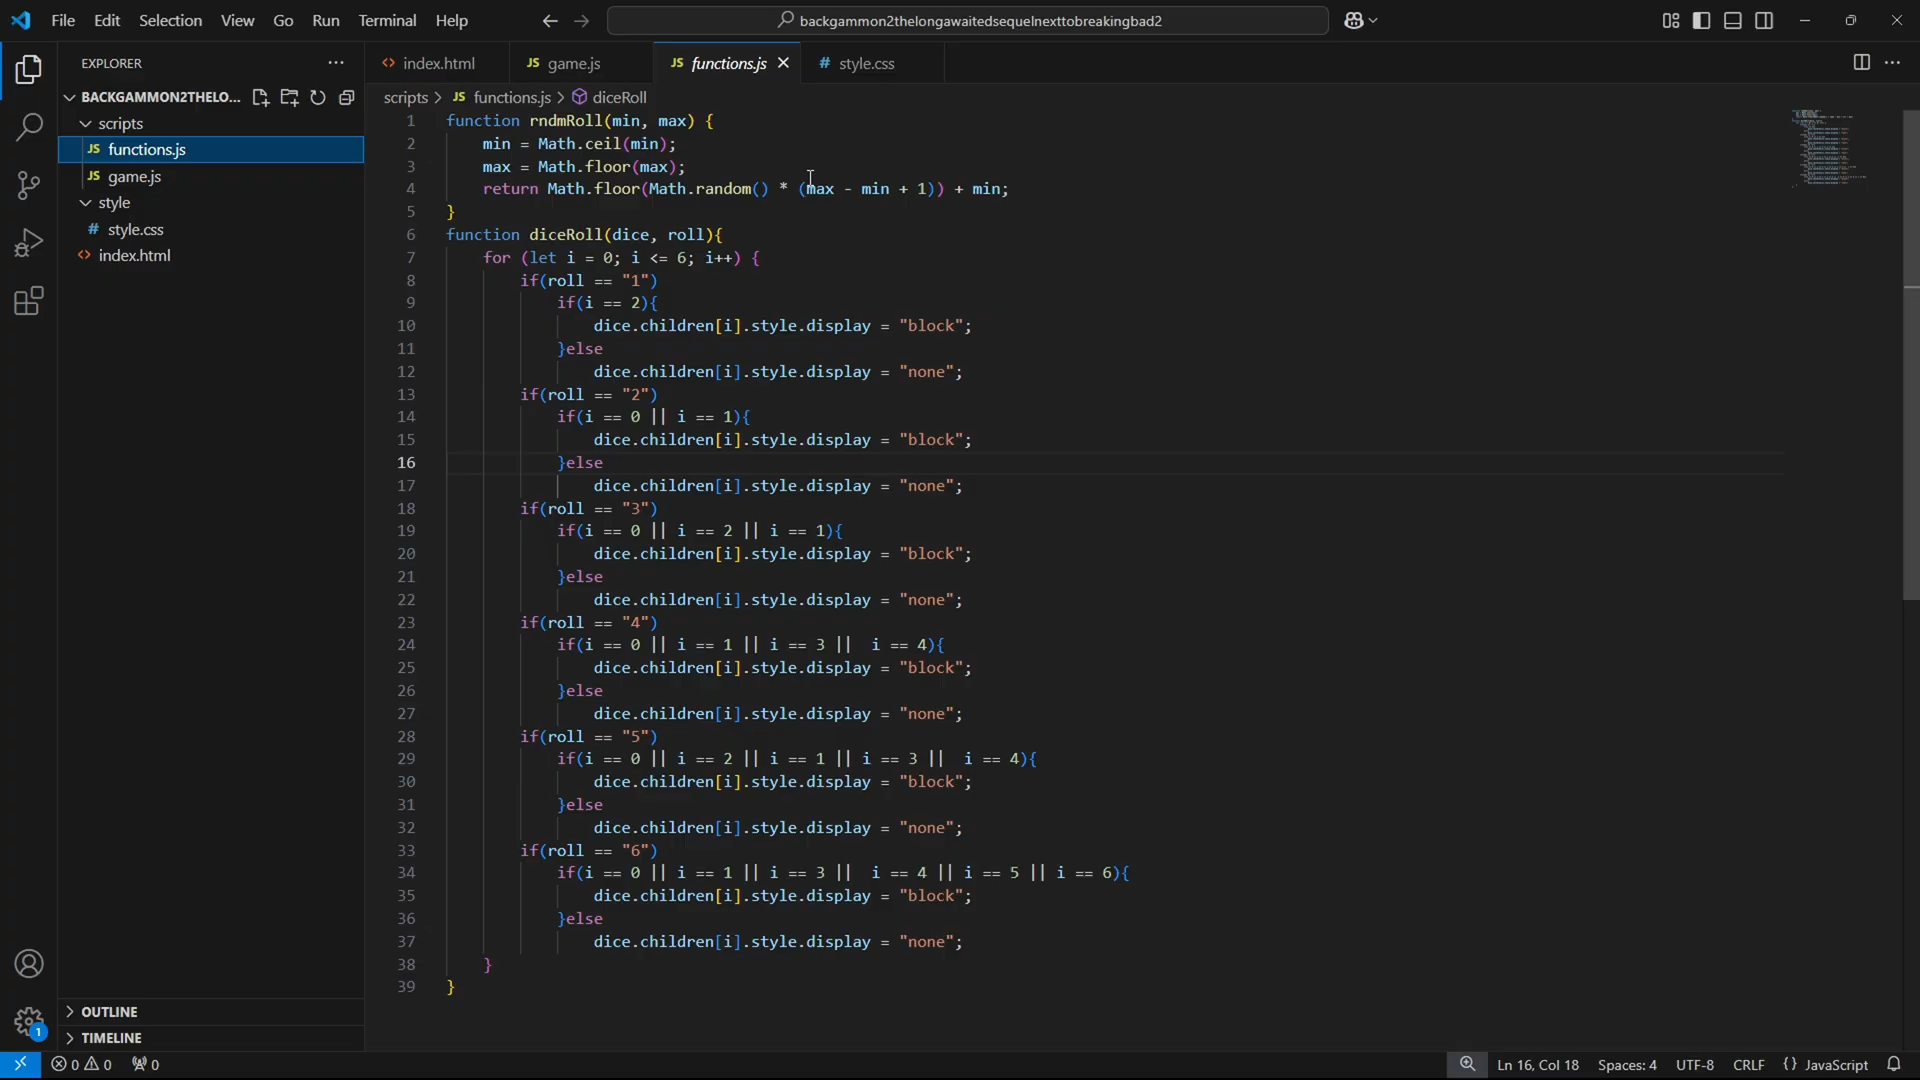 File Edit Selection View Go Run Terminal Help
backgammon2thelongawaitedsequelnexttobreakingbad2
EXPLORER
BACKGAMMON2THELO...
scripts
JS functions.js
JS game.js
style
# style.css
<> index.html
OUTLINE
TIMELINE
<> index.html
JS game.js
JS functions.js
# style.css
scripts > JS functions.js > diceRoll
1 function rndmRoll(min, max) {
2 min = Math.ceil(min);
3 max = Math.floor(max);
4 return Math.floor(Math.random() * (max - min + 1)) + min;
5 }
6 function diceRoll(dice, roll){
7 for (let i = 0; i <= 6; i++) {
8 if(roll == "1")
9 if(i == 2){
10 dice.children[i].style.display = "block";
11 }else
12 dice.children[i].style.display = "none";
13 if(roll == "2")
14 if(i == 0 || i == 1){
15 dice.children[i].style.display = "block";
16 }else
17 dice.children[i].style.display = "none";
18 if(roll == "3")
19 if(i == 0 || i == 2 || i == 1){
20 dice.children[i].style.display = "block";
21 }else
22 dice.children[i].style.display = "none";
23 if(roll == "4")
24 if(i == 0 || i == 1 || i == 3 ||  i == 4){
25 dice.children[i].style.display = "block";
26 }else
27 dice.children[i].style.display = "none";
28 if(roll == "5")
29 if(i == 0 || i == 2 || i == 1 || i == 3 ||  i == 4){
30 dice.children[i].style.display = "block";
31 }else
32 dice.children[i].style.display = "none";
33 if(roll == "6")
34 if(i == 0 || i == 1 || i == 3 ||  i == 4 || i == 5 || i == 6){
35 dice.children[i].style.display = "block";
36 }else
37 dice.children[i].style.display = "none";
38 }
39 }
1
0 0 0
Ln 16, Col 18 Spaces: 4 UTF-8 CRLF {} JavaScript